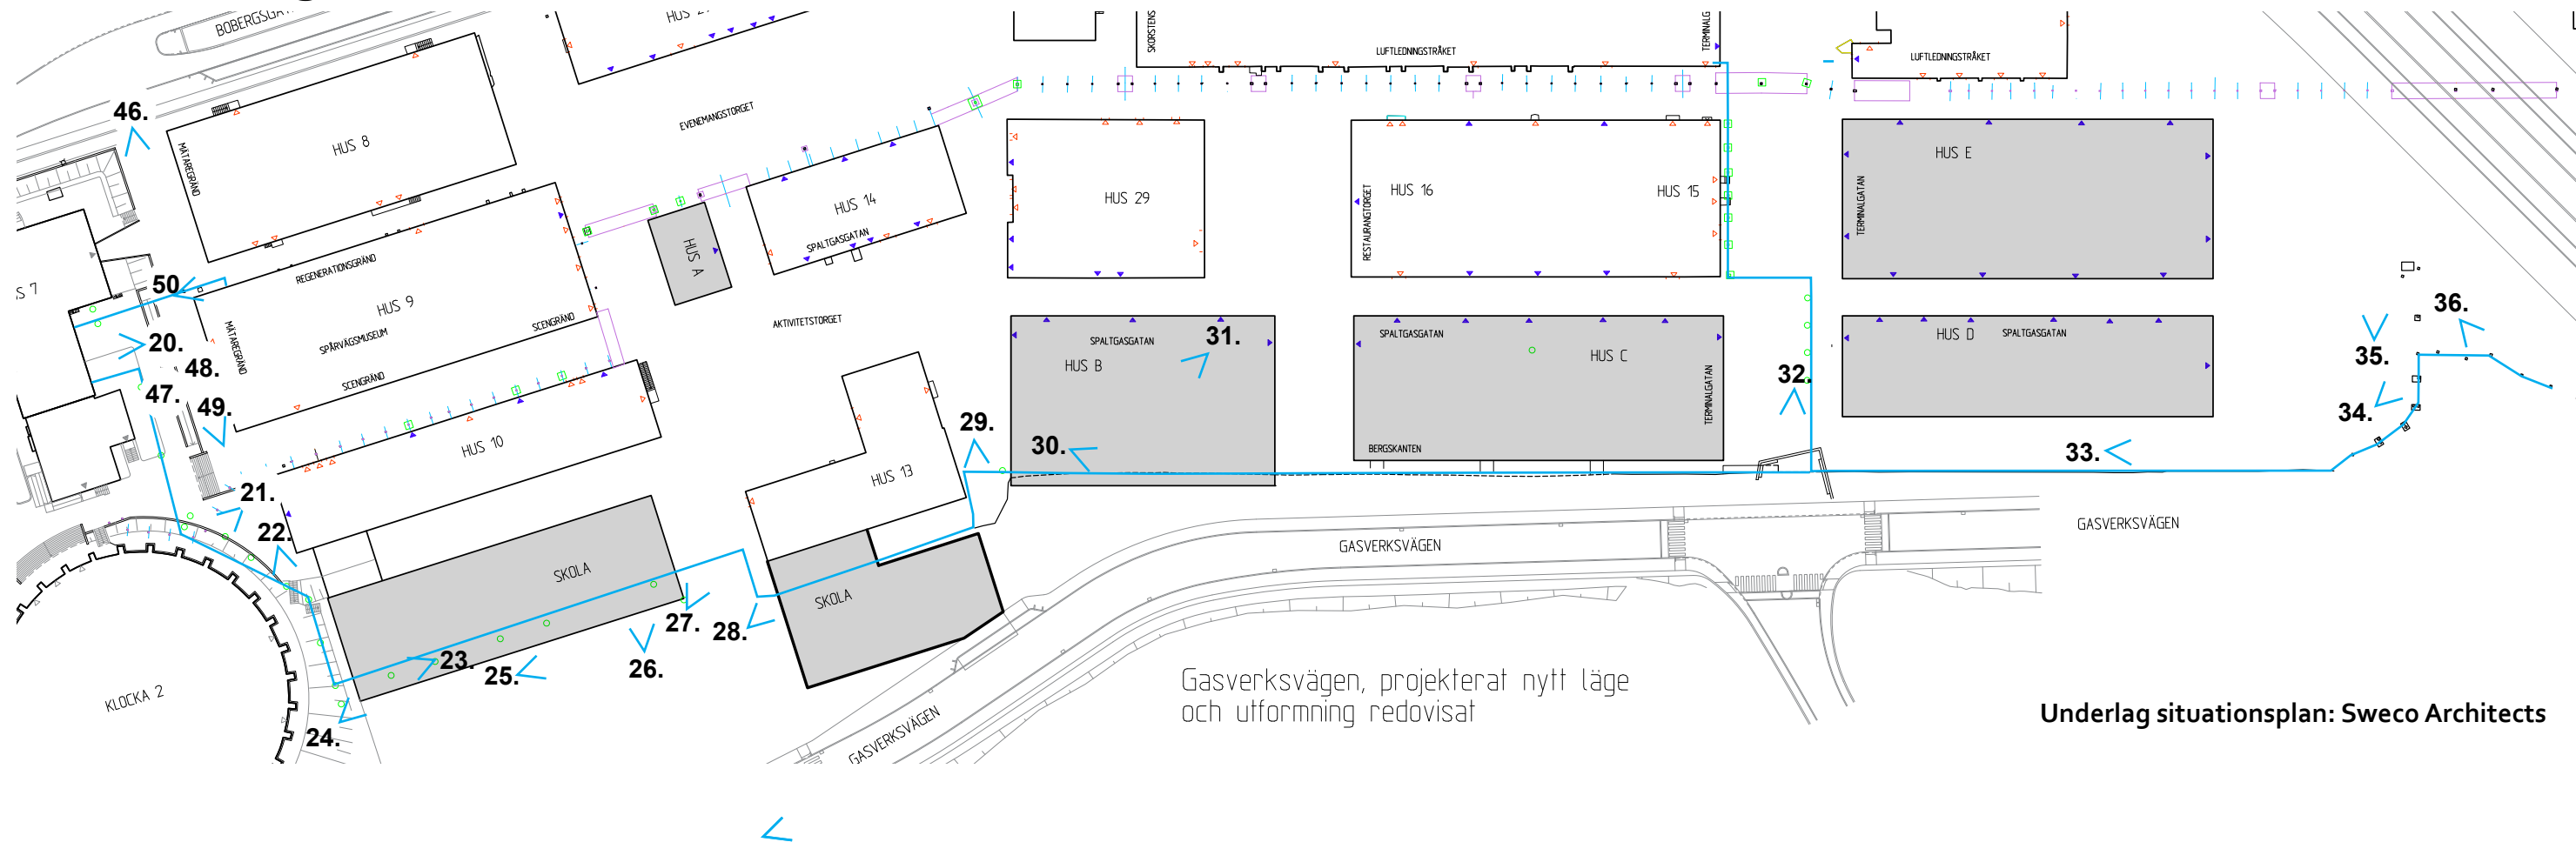 HUS 8
MÄTAREGRÄND
46.
EVENEMANGSTORGET
SKORSTENS
LUFTLEDNINGSTRÅKET
TERMINALG
LUFTLEDNINGSTRÅKET
HUS 9
REGENERATIONSGRÄND
SPÅRVÄGSMUSEUM
SCENGRÄND
SCENGRÄND
MÄTAREGRÄND
HUS A
HUS 14
SPALTGASGATAN
AKTIVITETSTORGET
HUS 29
RESTAURANGTORGET
HUS 16
HUS 15
HUS E
TERMINALGATAN
S 7
50.
20.
48.
47.
49.
21.
22.
HUS 10
HUS 13
29.
30.
SPALTGASGATAN
HUS B
31.
SPALTGASGATAN
HUS C
TERMINALGATAN
BERGSKANTEN
32.
HUS D
SPALTGASGATAN
33.
34.
35.
36.
SKOLA
SKOLA
23.
24.
25.
26.
27.
28.
KLOCKA 2
GASVERKSVÄGEN
GASVERKSVÄGEN
GASVERKSVÄGEN
Gasverksvägen, projekterat nytt läge
och utformning redovisat
Underlag situationsplan: Sweco Architects